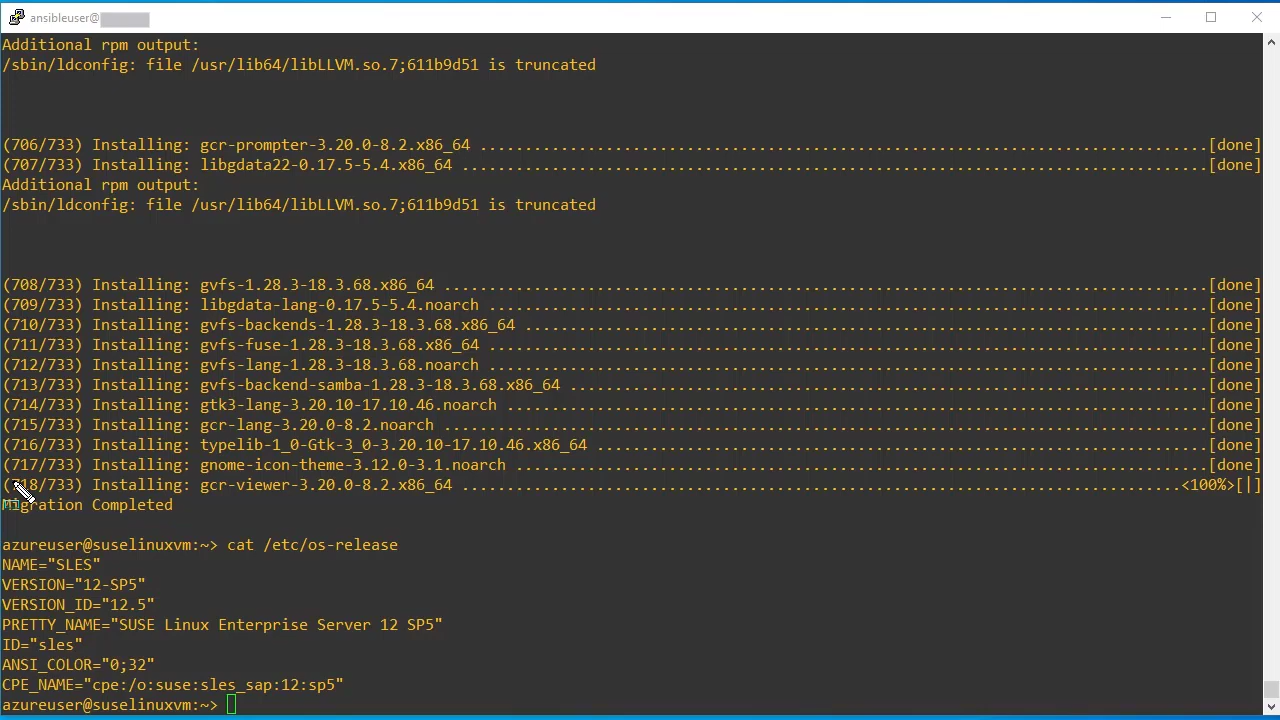 ansibleuser@
Additional rpm output:
/sbin/ldconfig: file /usr/lib64/libLLVM.so.7;611b9d51 is truncated
(706/733) Installing: gcr-prompter-3.20.0-8.2.x86_64 .................................................................................[done]
(707/733) Installing: libgdata22-0.17.5-5.4.x86_64 ...................................................................................[done]
Additional rpm output:
/sbin/ldconfig: file /usr/lib64/libLLVM.so.7;611b9d51 is truncated
(708/733) Installing: gvfs-1.28.3-18.3.68.x86_64 .....................................................................................[done]
(709/733) Installing: libgdata-lang-0.17.5-5.4.noarch ................................................................................[done]
(710/733) Installing: gvfs-backends-1.28.3-18.3.68.x86_64 ............................................................................[done]
(711/733) Installing: gvfs-fuse-1.28.3-18.3.68.x86_64 ................................................................................[done]
(712/733) Installing: gvfs-lang-1.28.3-18.3.68.noarch ................................................................................[done]
(713/733) Installing: gvfs-backend-samba-1.28.3-18.3.68.x86_64 .......................................................................[done]
(714/733) Installing: gtk3-lang-3.20.10-17.10.46.noarch ..............................................................................[done]
(715/733) Installing: gcr-lang-3.20.0-8.2.noarch .....................................................................................[done]
(716/733) Installing: typelib-1_0-Gtk-3_0-3.20.10-17.10.46.x86_64 ....................................................................[done]
(717/733) Installing: gnome-icon-theme-3.12.0-3.1.noarch .............................................................................[done]
(718/733) Installing: gcr-viewer-3.20.0-8.2.x86_64 ................................................................................<100%>[|]
Migration Completed
azureuser@suselinuxvm:~> cat /etc/os-release
NAME="SLES"
VERSION="12-SP5"
VERSION_ID="12.5"
PRETTY_NAME="SUSE Linux Enterprise Server 12 SP5"
ID="sles"
ANSI_COLOR="0;32"
CPE_NAME="cpe:/o:suse:sles_sap:12:sp5"
azureuser@suselinuxvm:~>